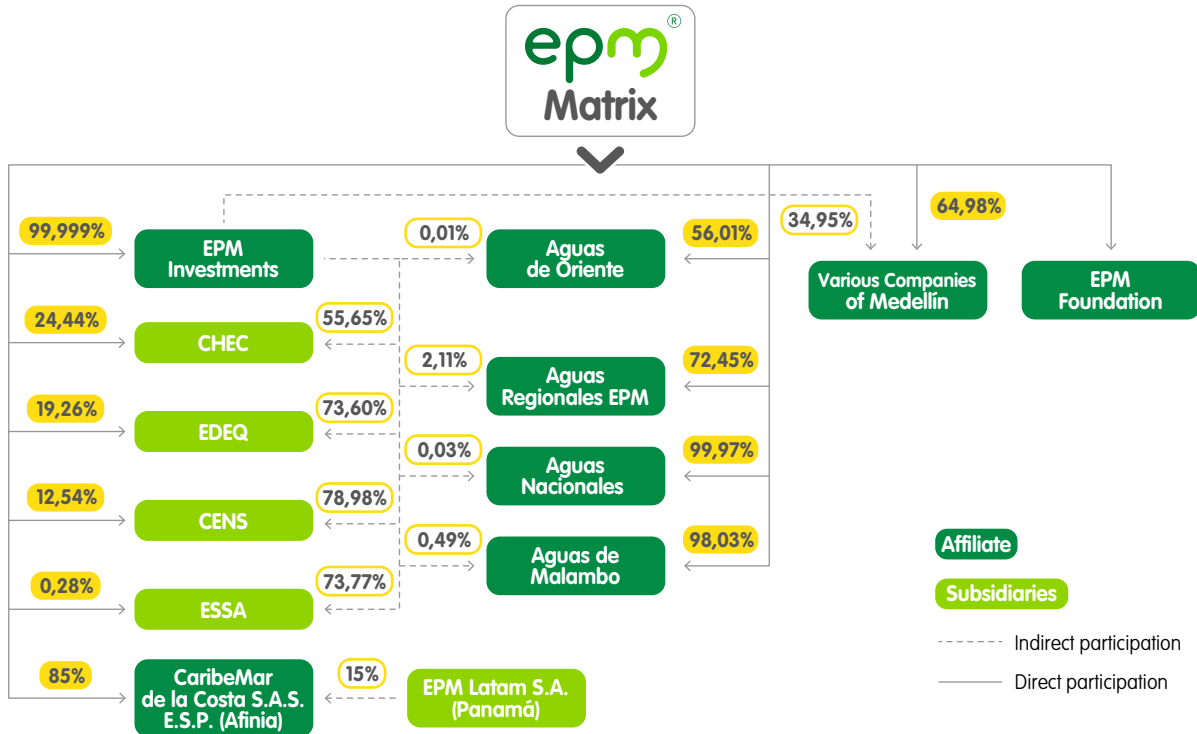 epm®
Matrix
99,999%
EPM
Investments
0,01%
Aguas
de Oriente
56,01%
34,95%
64,98%
Various Companies
of Medellín
EPM
Foundation
24,44%
CHEC
55,65%
2,11%
Aguas
Regionales EPM
72,45%
19,26%
EDEQ
73,60%
0,03%
Aguas
Nacionales
99,97%
12,54%
CENS
78,98%
0,49%
Aguas de
Malambo
98,03%
0,28%
ESSA
73,77%
85%
CaribeMar
de la Costa S.A.S.
E.S.P. (Afinia)
15%
EPM Latam S.A.
(Panamá)
Affiliate
Subsidiaries
Indirect participation
Direct participation